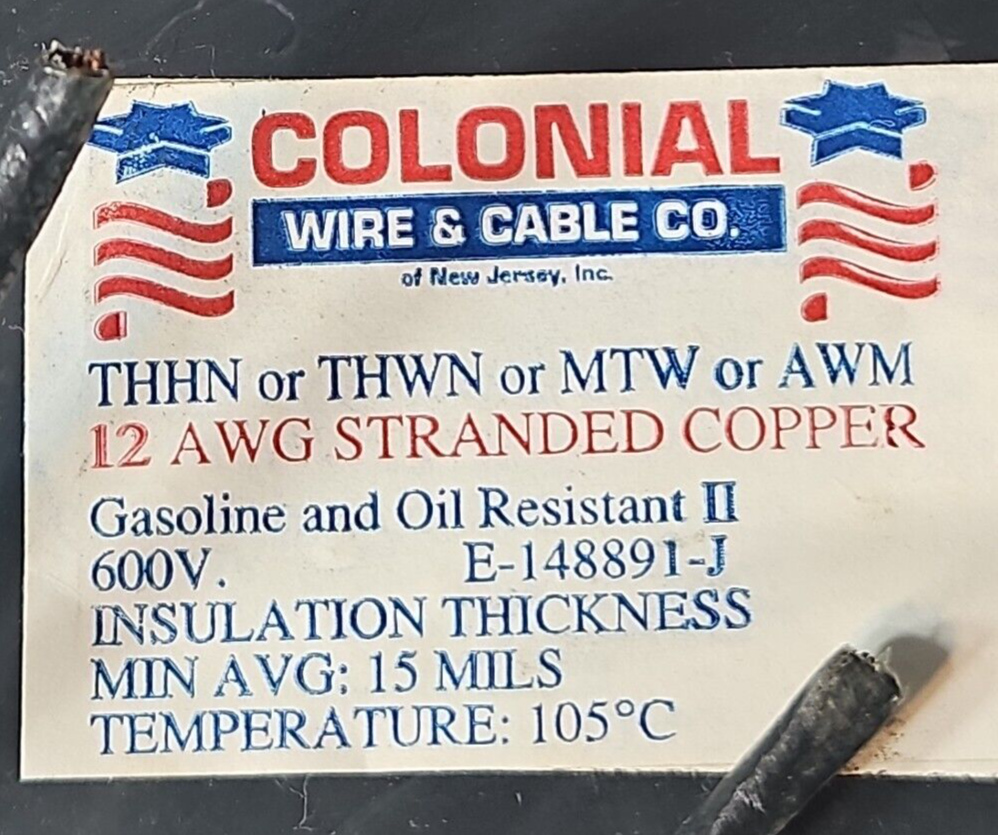 COLONIAL
WIRE & CABLE CO.
of New Jersey, Inc.
THHN or THWN or MTW or AWM
12 AWG STRANDED COPPER
Gasoline and Oil Resistant II
600V. E-148891-J
INSULATION THICKNESS
MIN AVG: 15 MILS
TEMPERATURE: 105°C